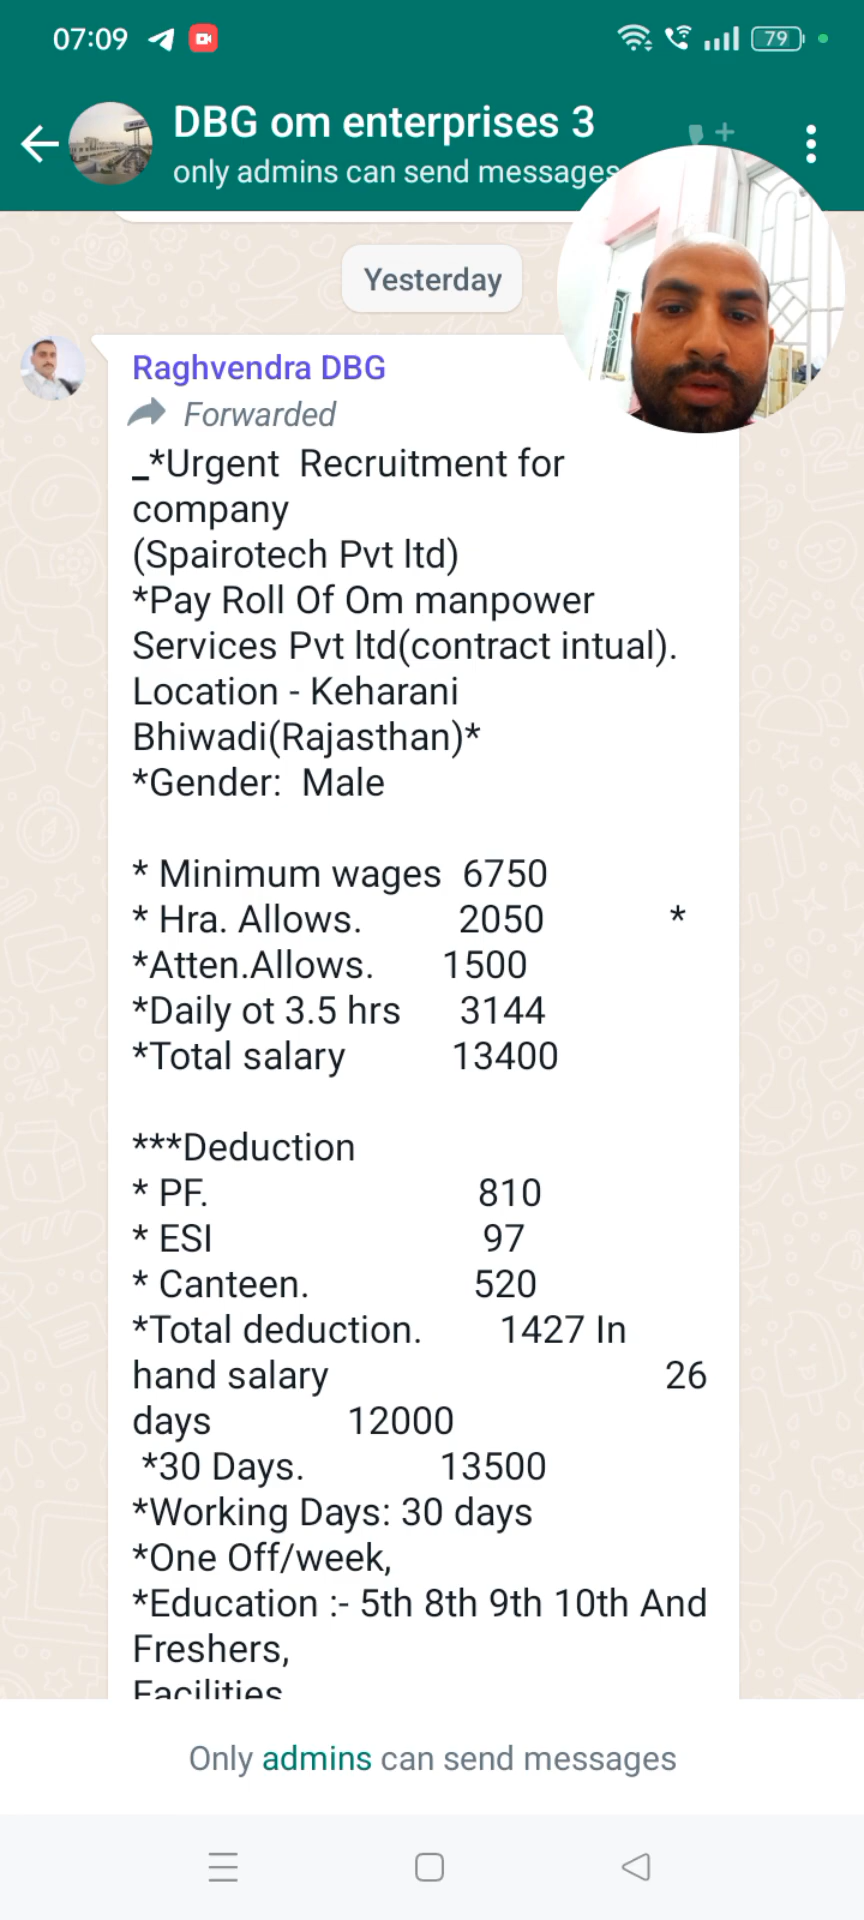 07:09
79
DBG om enterprises 3
only admins can send messages
Yesterday
Raghvendra DBG
Forwarded
_*Urgent  Recruitment for
company
(Spairotech Pvt ltd)
*Pay Roll Of Om manpower
Services Pvt ltd(contract intual).
Location - Keharani
Bhiwadi(Rajasthan)*
*Gender:  Male
* Minimum wages  6750
* Hra. Allows.         2050            *
*Atten.Allows.       1500
*Daily ot 3.5 hrs      3144
*Total salary          13400
***Deduction
* PF.                          810
* ESI                          97
* Canteen.                520
*Total deduction.        1427 In
hand salary                                26
days             12000
*30 Days.             13500
*Working Days: 30 days
*One Off/week,
*Education :- 5th 8th 9th 10th And
Freshers,
Facilities
Only admins can send messages